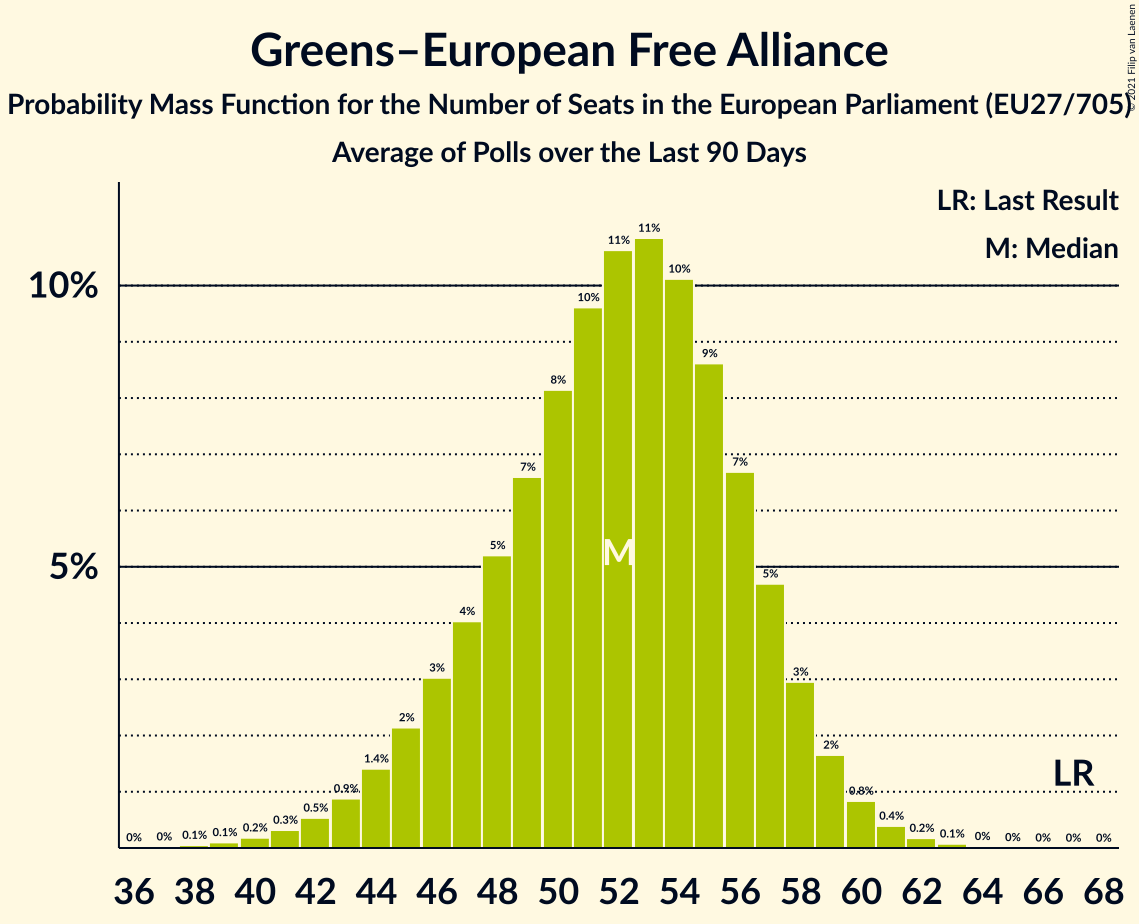 Greens–European Free Alliance
Probability Mass Function for the Number of Seats in the European Parliament (EU27/705)
Average of Polls over the Last 90 Days
© 2021 Filip van Laenen
LR: Last Result
M: Median
10%
5%
0% 0% 0.1% 0.1% 0.2% 0.3% 0.5% 0.9% 1.4% 2% 3% 4% 5% 7% 8% 10% 11% 11% 10% 9% 7% 5% 3% 2% 0.8% 0.4% 0.2% 0.1% 0% 0% 0% 0% 0%
M
LR
36 38 40 42 44 46 48 50 52 54 56 58 60 62 64 66 68